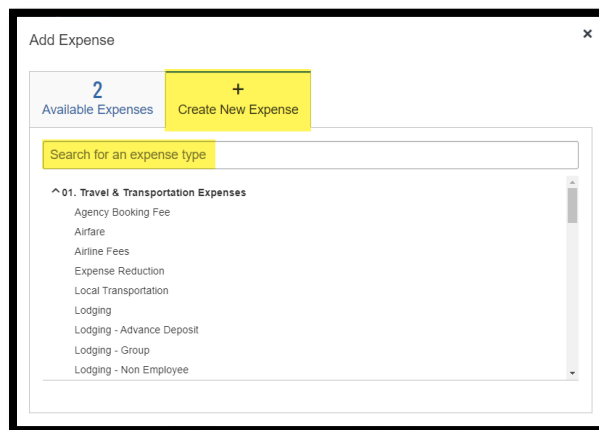 Add Expense
×
2
Available Expenses
+
Create New Expense
Search for an expense type
01. Travel & Transportation Expenses
Agency Booking Fee
Airfare
Airline Fees
Expense Reduction
Local Transportation
Lodging
Lodging - Advance Deposit
Lodging - Group
Lodging - Non Employee